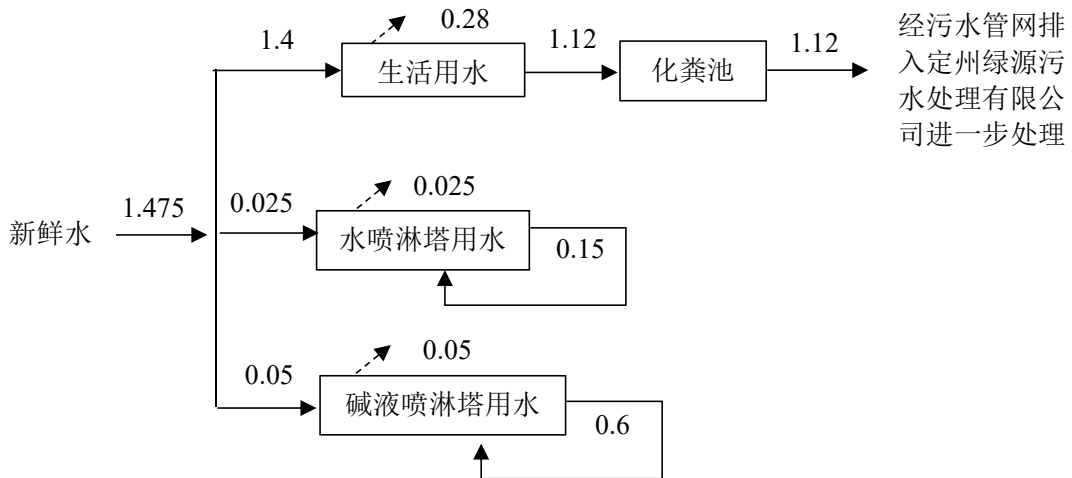 0.28
1.4
生活用水
1.12
化粪池
1.12
经污水管网排
入定州绿源污
水处理有限公
司进一步处理
新鲜水
1.475
0.025
0.025
水喷淋塔用水
0.15
0.05
0.05
碱液喷淋塔用水
0.6